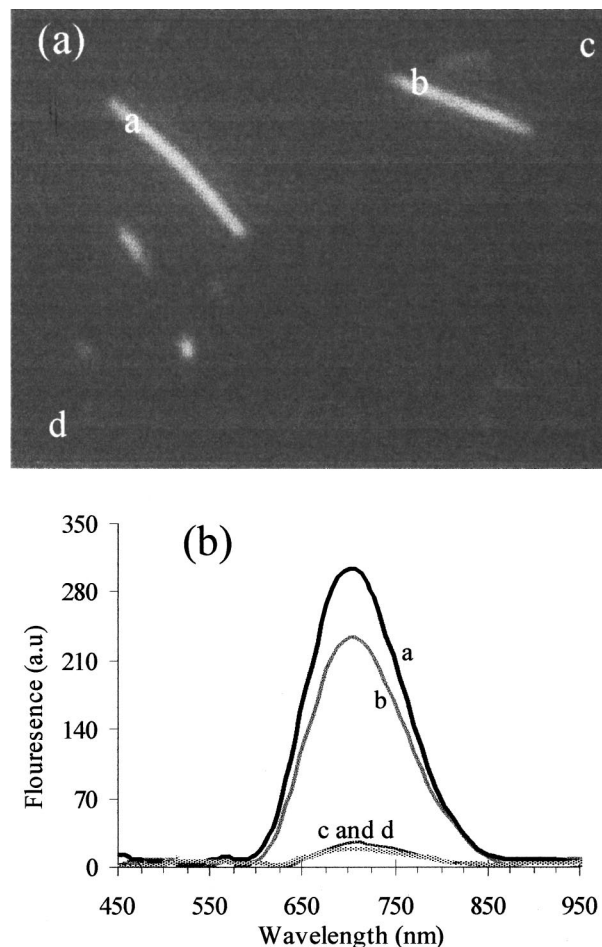 (a)
c
b
a
d
350
(b)
280
210
a
140
b
70
c and d
0
450 550 650 750 850 950
Wavelength (nm)
Flouresence (a.u)